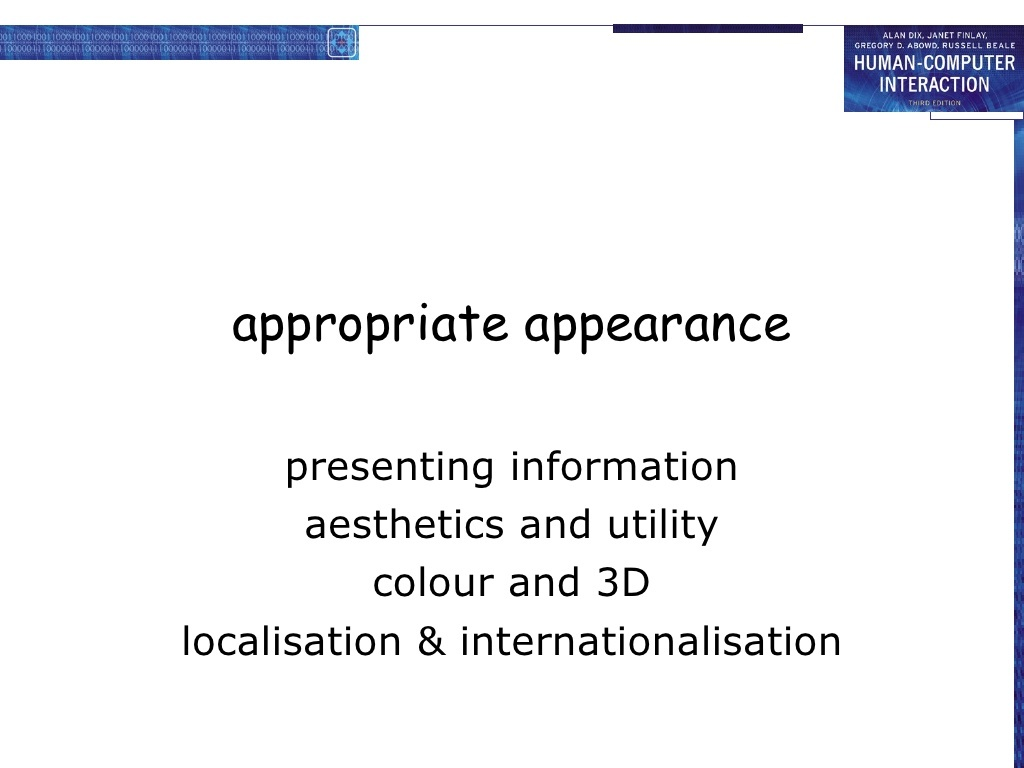 ALAN DIX, JANET FINLAY,
GREGORY D. ABOWD, RUSSELL BEALE
HUMAN-COMPUTER
INTERACTION
THIRD EDITION
appropriate appearance
presenting information
aesthetics and utility
colour and 3D
localisation & internationalisation